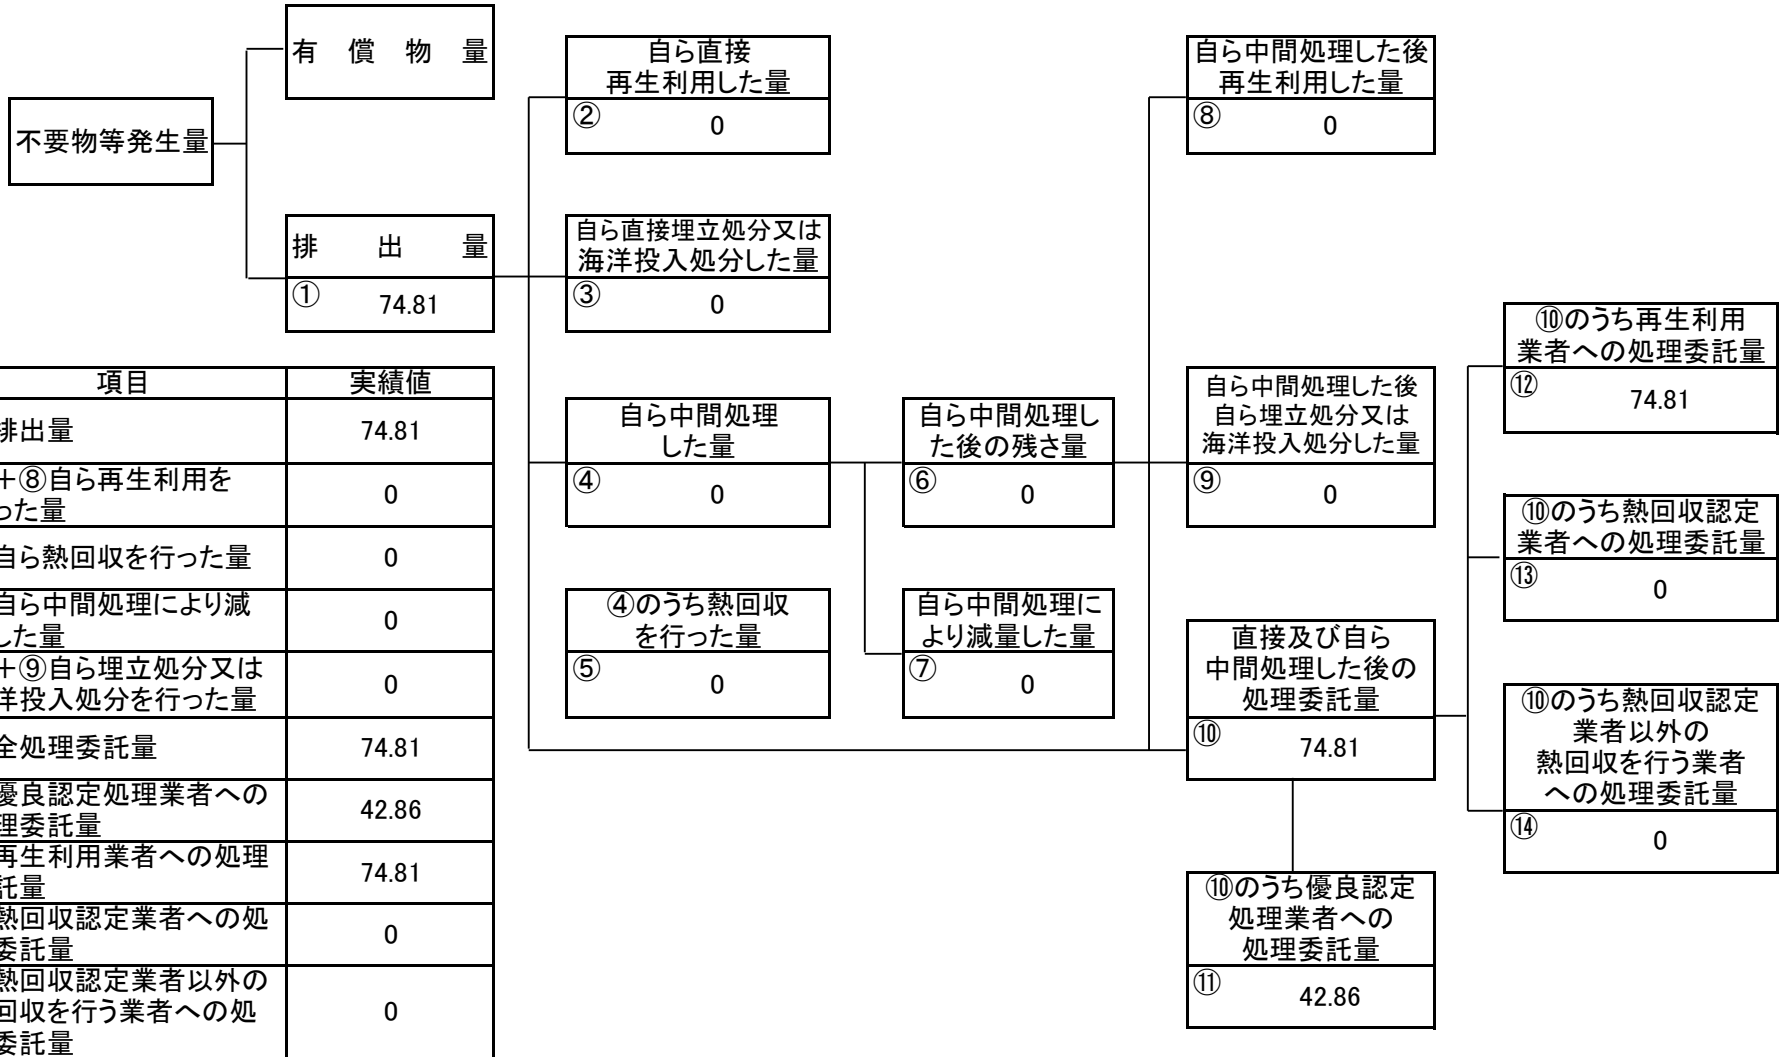 有償物量
不要物等発生量
排出量
① 74.81
自ら直接
再生利用した量
② 0
自ら直接埋立処分又は
海洋投入処分した量
③ 0
自ら中間処理
した量
④ 0
④のうち熱回収
を行った量
⑤ 0
自ら中間処理し
た後の残さ量
⑥ 0
自ら中間処理に
より減量した量
⑦ 0
自ら中間処理した後
再生利用した量
⑧ 0
自ら中間処理した後
自ら埋立処分又は
海洋投入処分した量
⑨ 0
直接及び自ら
中間処理した後の
処理委託量
⑩ 74.81
⑩のうち優良認定
処理業者への
処理委託量
⑪ 42.86
⑩のうち再生利用
業者への処理委託量
⑫ 74.81
⑩のうち熱回収認定
業者への処理委託量
⑬ 0
⑩のうち熱回収認定
業者以外の
熱回収を行う業者
への処理委託量
⑭ 0
項目 実績値
排出量 74.81
＋⑧自ら再生利用を
った量 0
自ら熱回収を行った量 0
自ら中間処理により減
した量 0
＋⑨自ら埋立処分又は
洋投入処分を行った量 0
全処理委託量 74.81
優良認定処理業者への
理委託量 42.86
再生利用業者への処理
託量 74.81
熱回収認定業者への処
委託量 0
熱回収認定業者以外の
回収を行う業者への処
委託量 0